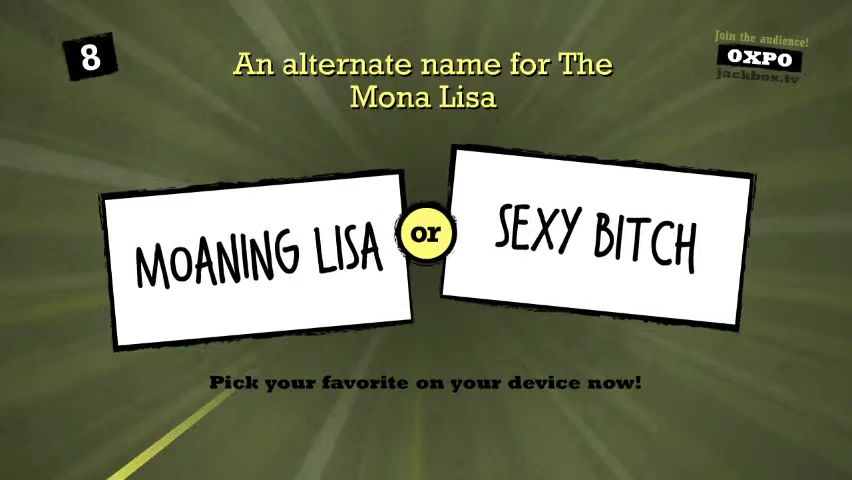 8
An alternate name for The
Mona Lisa
Join the audience!
OXPO
jackbox.tv
MOANING LISA
or
SEXY BITCH
Pick your favorite on your device now!